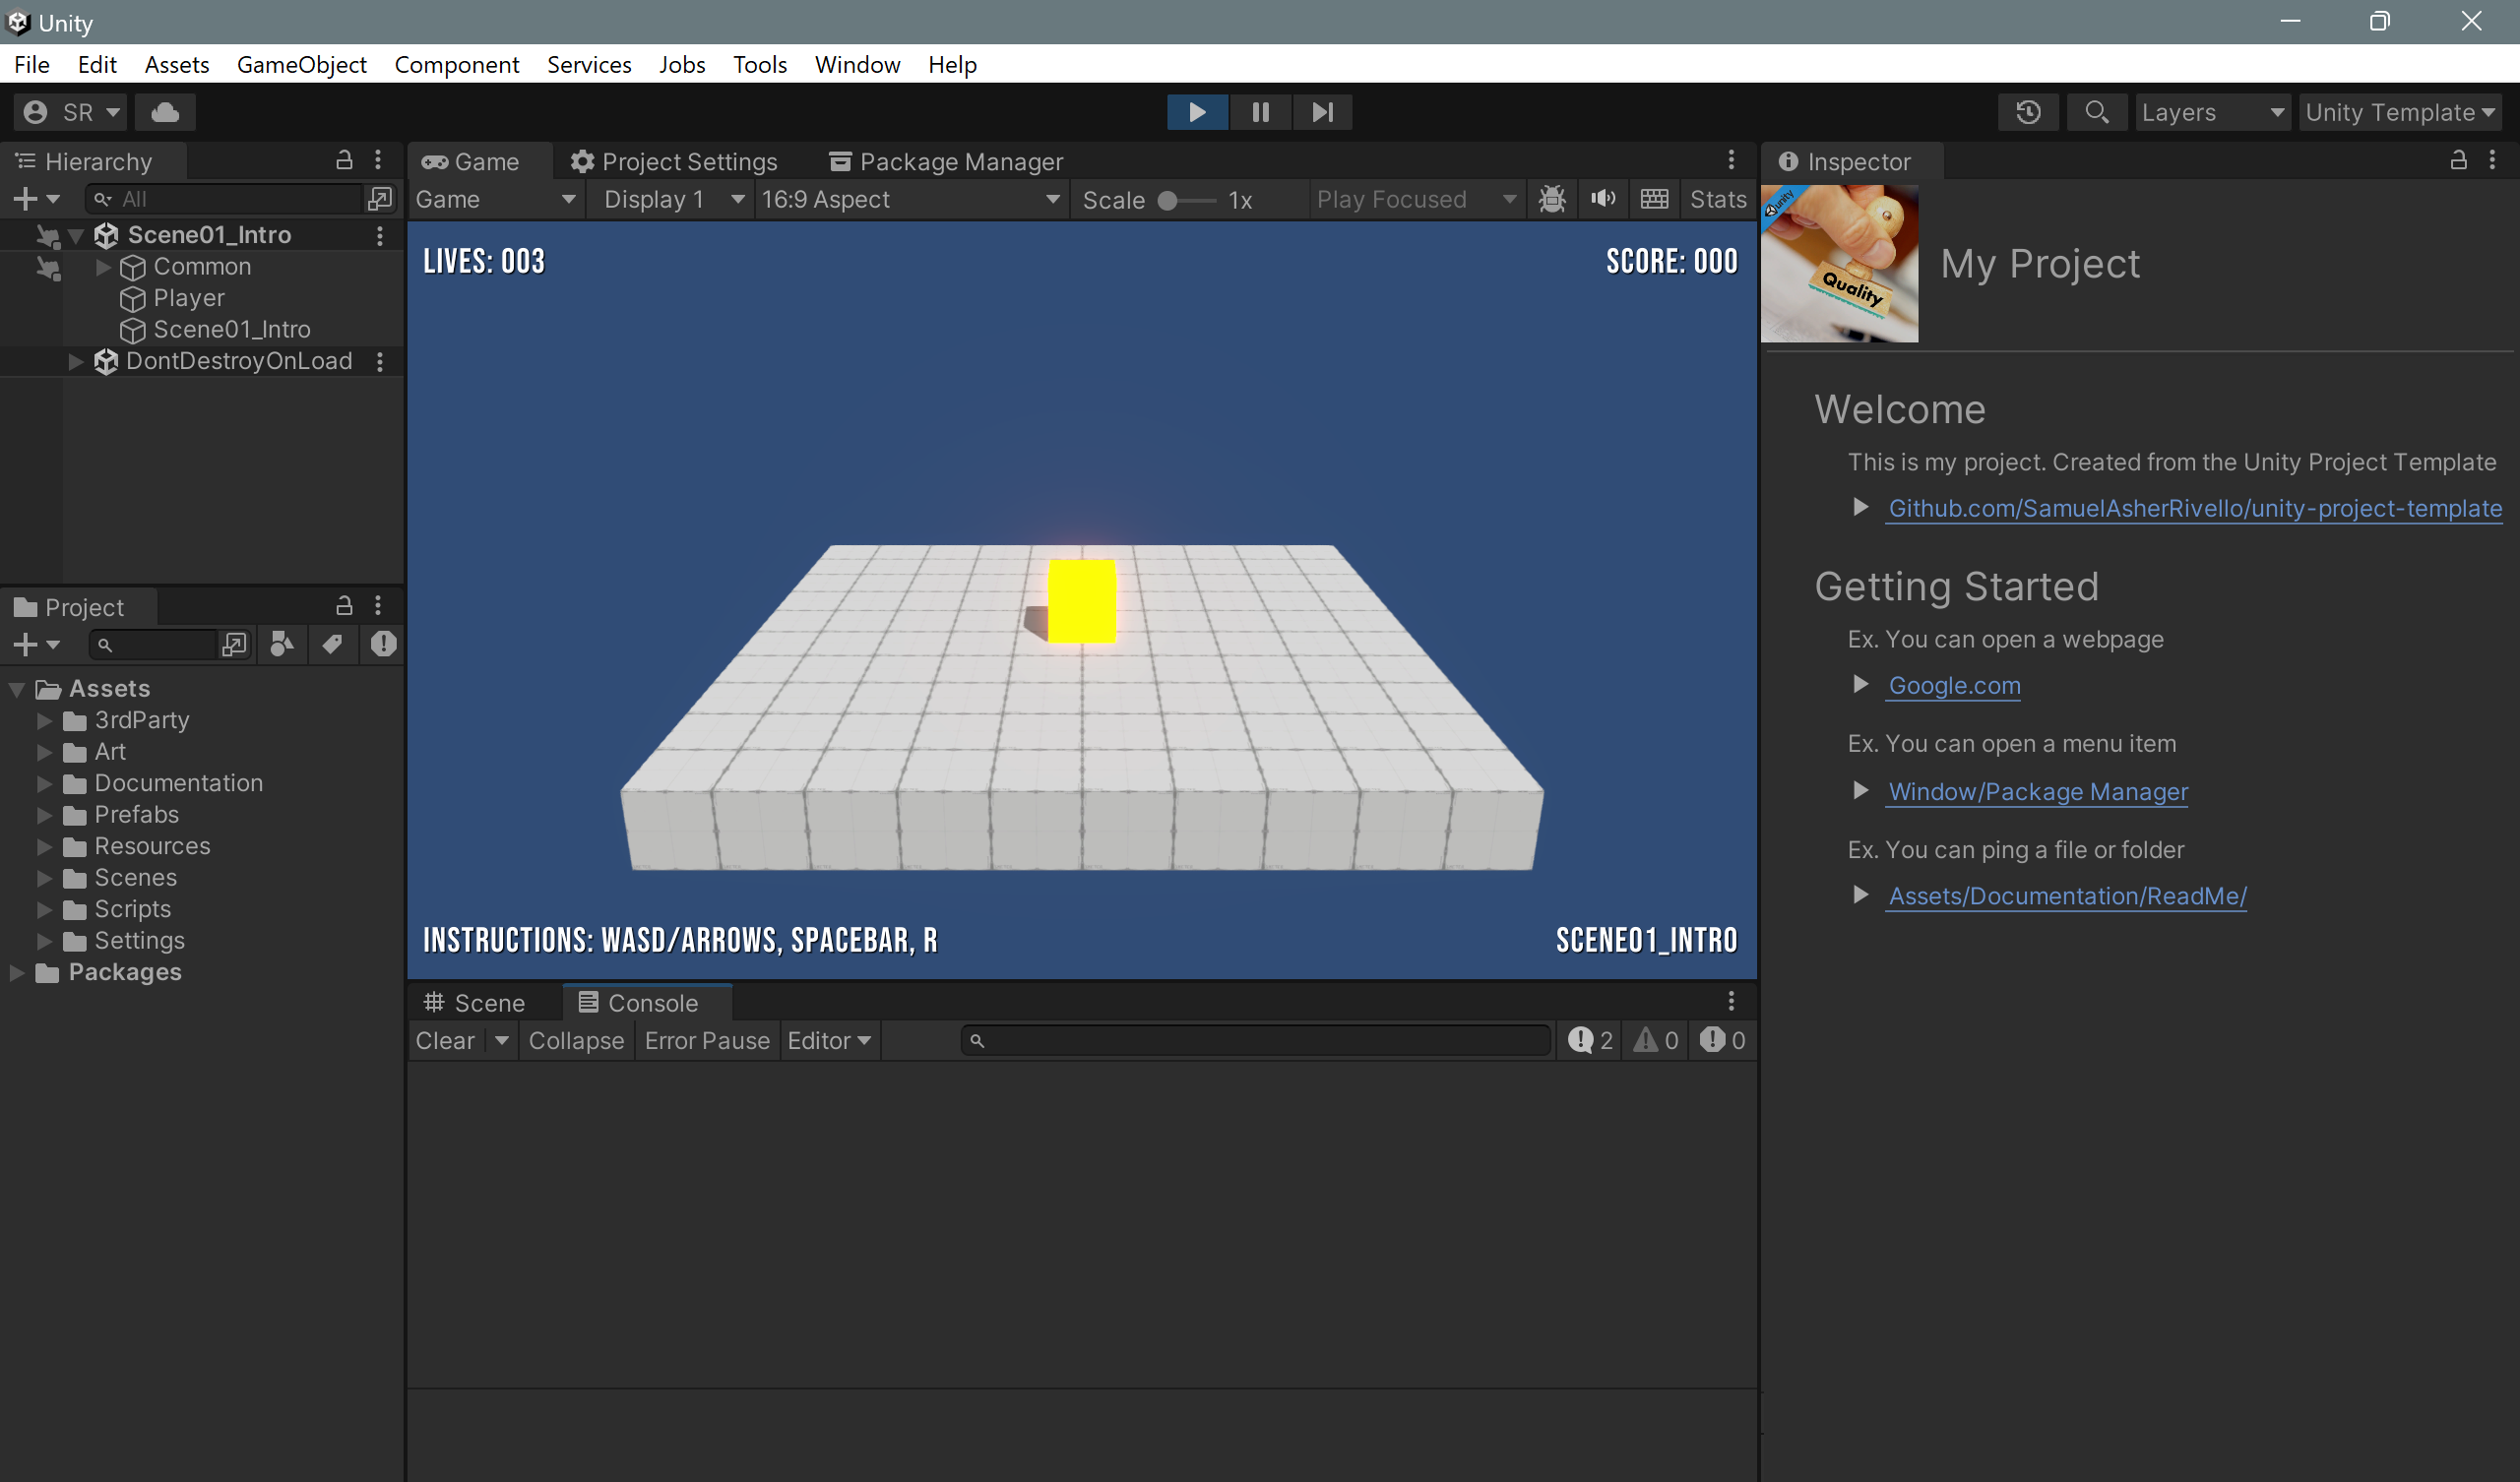 Unity
File Edit Assets GameObject Component Services Jobs Tools Window Help
SR
Layers
Unity Template
Hierarchy
All
Scene01_Intro
Common
Player
Scene01_Intro
DontDestroyOnLoad
Project
Assets
3rdParty
Art
Documentation
Prefabs
Resources
Scenes
Scripts
Settings
Packages
Game Project Settings Package Manager
Game Display 1 16:9 Aspect Scale 1x Play Focused Stats
LIVES: 003
SCORE: 000
INSTRUCTIONS: WASD/ARROWS, SPACEBAR, R
SCENE01_INTRO
Scene Console
Clear Collapse Error Pause Editor 2 0 0
Inspector
unity
Quality
My Project
Welcome
This is my project. Created from the Unity Project Template
Github.com/SamuelAsherRivello/unity-project-template
Getting Started
Ex. You can open a webpage
Google.com
Ex. You can open a menu item
Window/Package Manager
Ex. You can ping a file or folder
Assets/Documentation/ReadMe/